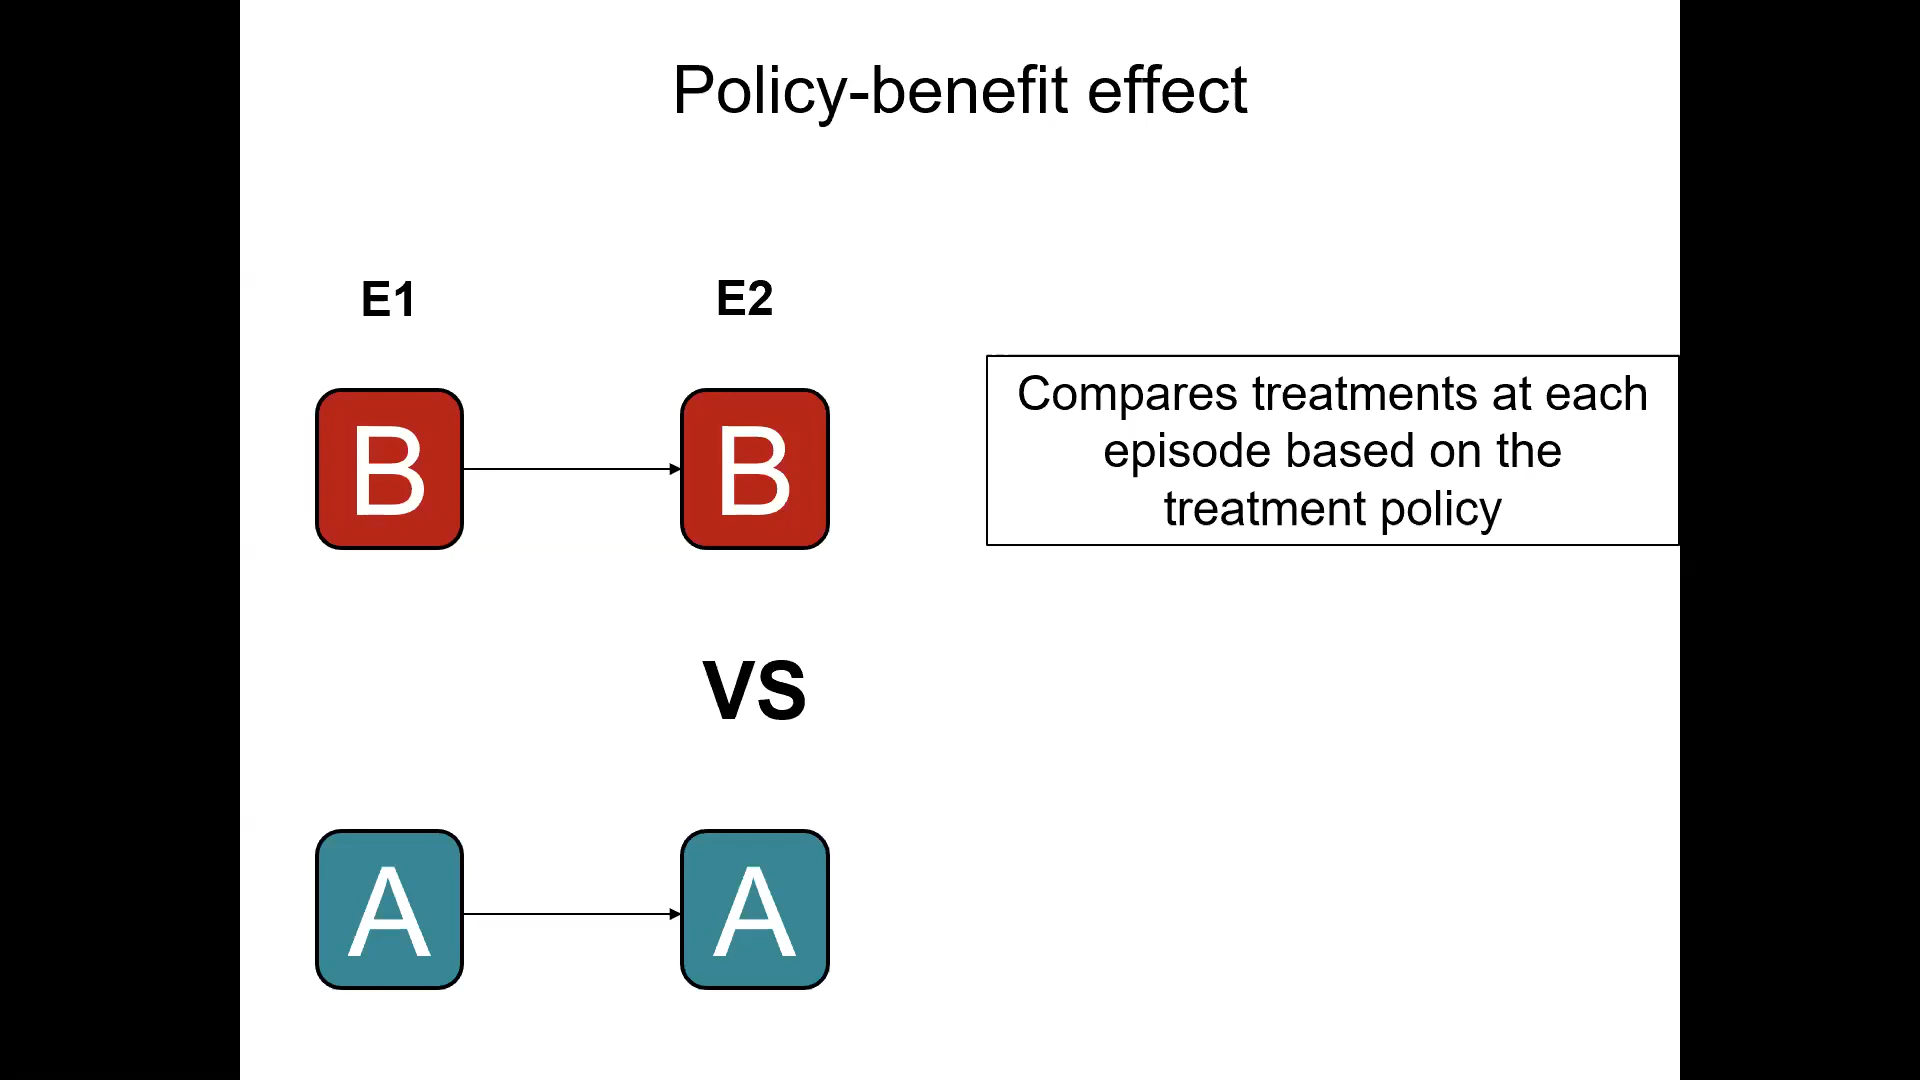 Policy-benefit effect
E1 E2
B B
Compares treatments at each
episode based on the
treatment policy
VS
A A